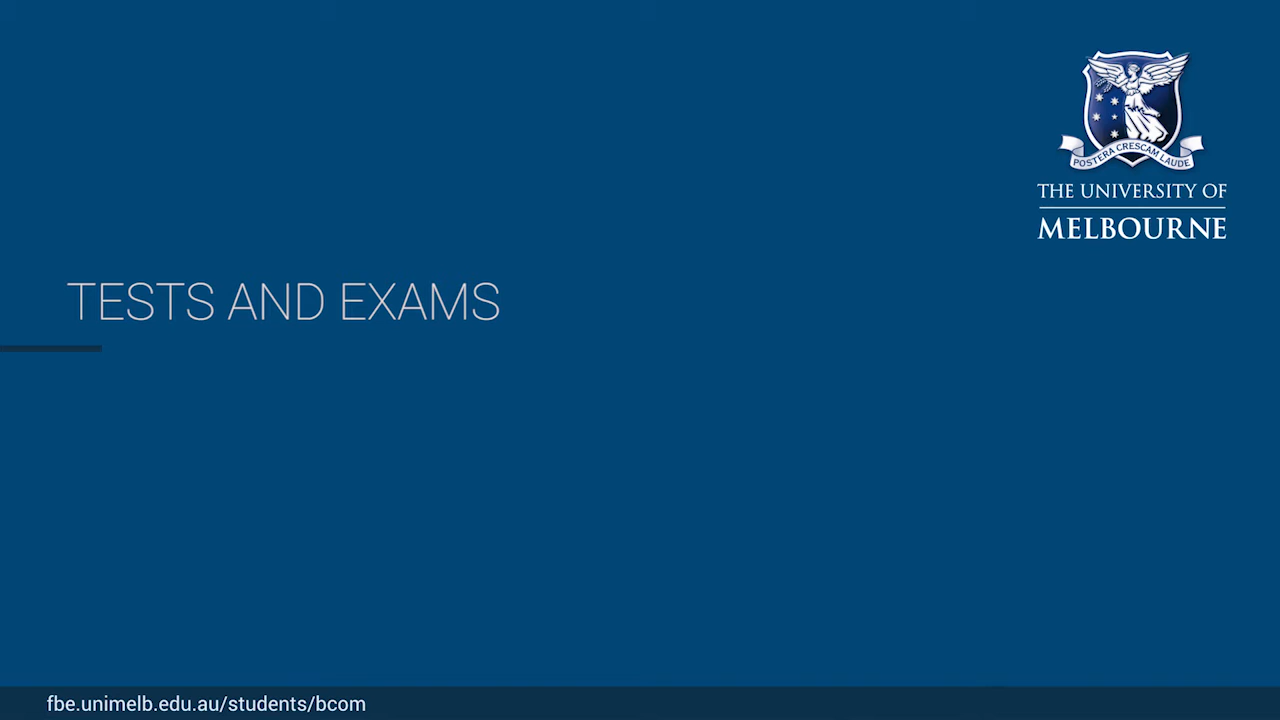 POSTERA CRESCAM LAUDE
THE UNIVERSITY OF
MELBOURNE
TESTS AND EXAMS
fbe.unimelb.edu.au/students/bcom